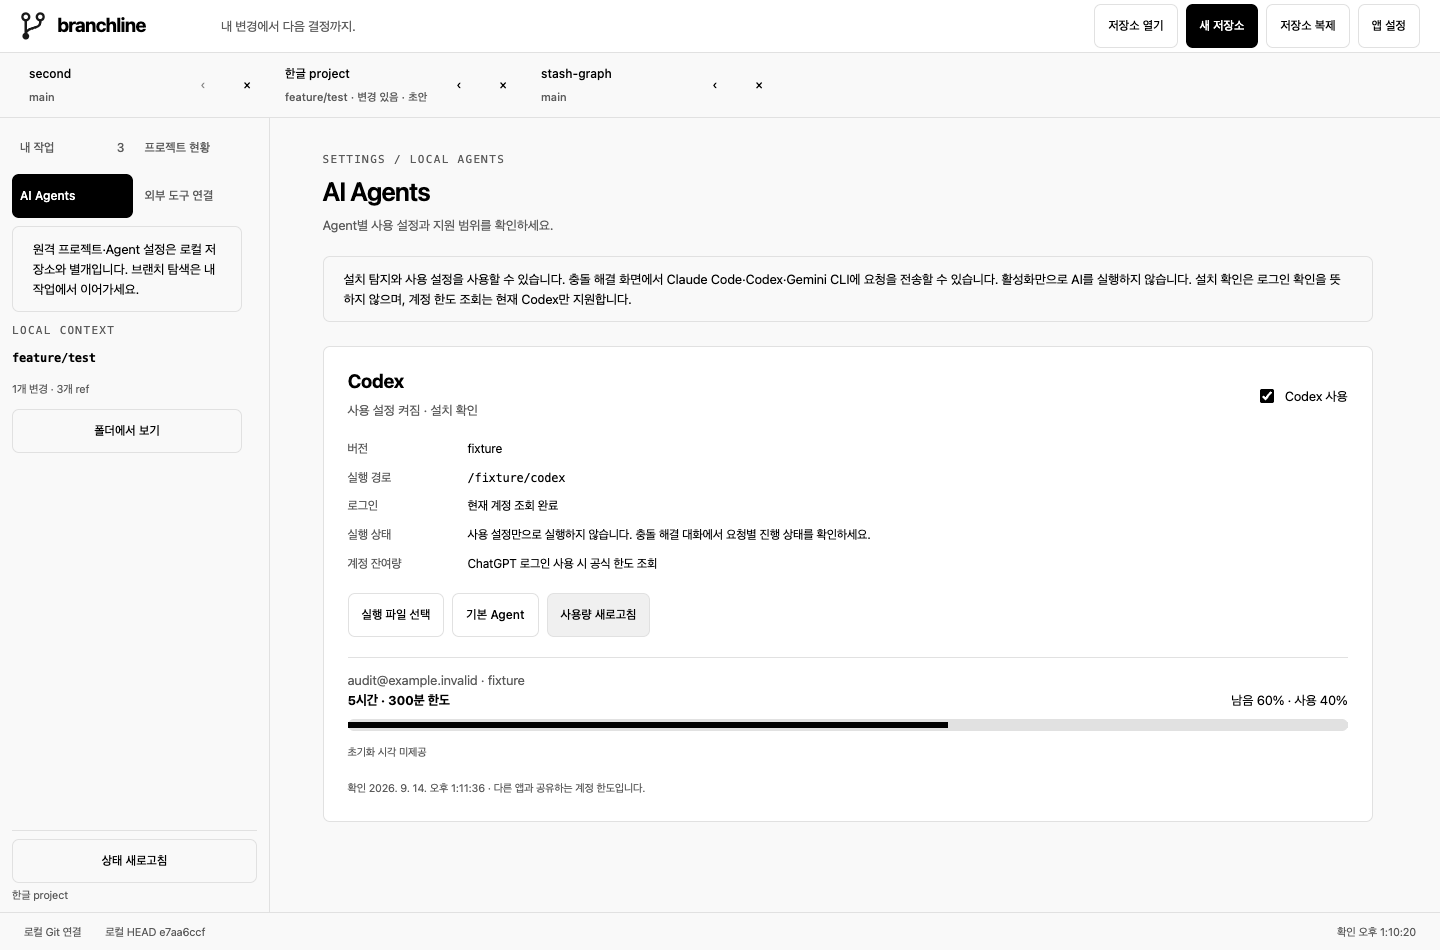 branchline
내 변경에서 다음 결정까지.
저장소 열기
새 저장소
저장소 복제
앱 설정
second
main
‹
×
한글 project
feature/test · 변경 있음 · 초안
‹
×
stash-graph
main
‹
×
내 작업
3
프로젝트 현황
AI Agents
외부 도구 연결
원격 프로젝트·Agent 설정은 로컬 저
장소와 별개입니다. 브랜치 탐색은 내
작업에서 이어가세요.
LOCAL CONTEXT
feature/test
1개 변경 · 3개 ref
폴더에서 보기
상태 새로고침
한글 project
SETTINGS / LOCAL AGENTS
AI Agents
Agent별 사용 설정과 지원 범위를 확인하세요.
설치 탐지와 사용 설정을 사용할 수 있습니다. 충돌 해결 화면에서 Claude Code·Codex·Gemini CLI에 요청을 전송할 수 있습니다. 활성화만으로 AI를 실행하지 않습니다. 설치 확인은 로그인 확인을 뜻
하지 않으며, 계정 한도 조회는 현재 Codex만 지원합니다.
Codex
사용 설정 켜짐 · 설치 확인
Codex 사용
버전 fixture
실행 경로 /fixture/codex
로그인 현재 계정 조회 완료
실행 상태 사용 설정만으로 실행하지 않습니다. 충돌 해결 대화에서 요청별 진행 상태를 확인하세요.
계정 잔여량 ChatGPT 로그인 사용 시 공식 한도 조회
실행 파일 선택
기본 Agent
사용량 새로고침
audit@example.invalid · fixture
5시간 · 300분 한도
남음 60% · 사용 40%
초기화 시각 미제공
확인 2026. 9. 14. 오후 1:11:36 · 다른 앱과 공유하는 계정 한도입니다.
로컬 Git 연결
로컬 HEAD e7aa6ccf
확인 오후 1:10:20